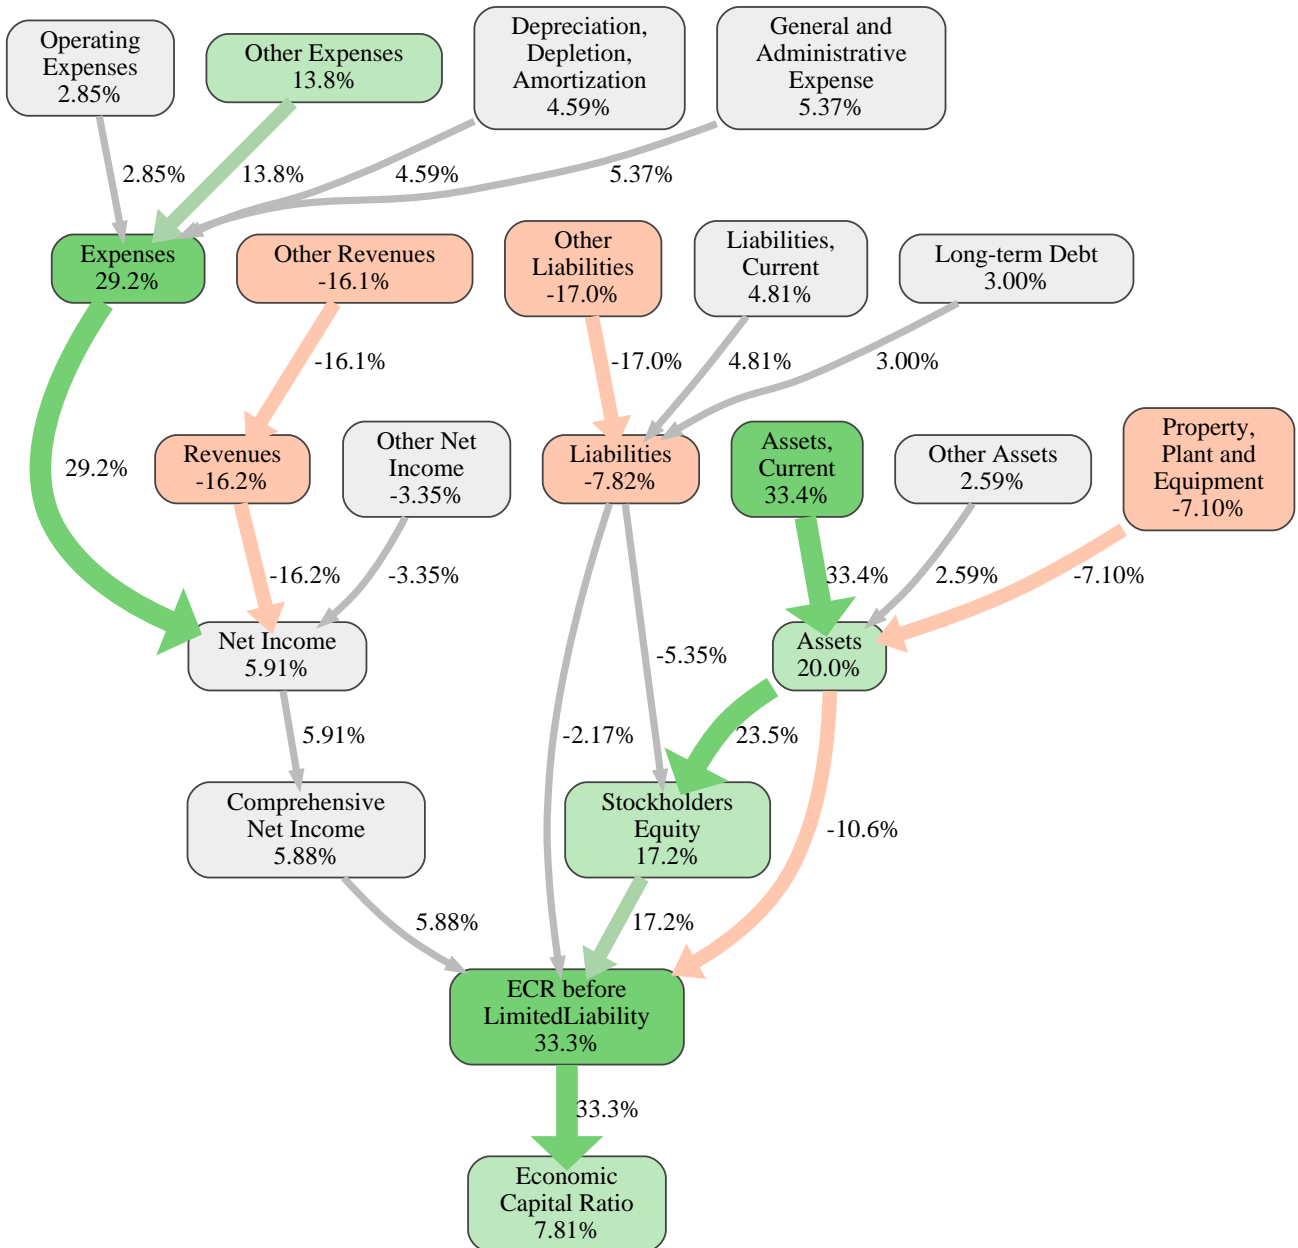 Operating
Expenses
2.85%
Other Expenses
13.8%
Depreciation,
Depletion,
Amortization
4.59%
General and
Administrative
Expense
5.37%
2.85%
13.8%
4.59%
5.37%
Expenses
29.2%
Other Revenues
-16.1%
Other
Liabilities
-17.0%
Liabilities,
Current
4.81%
Long-term Debt
3.00%
-16.1%
-17.0%
4.81%
3.00%
29.2%
Revenues
-16.2%
Other Net
Income
-3.35%
Liabilities
-7.82%
Assets,
Current
33.4%
Other Assets
2.59%
Property,
Plant and
Equipment
-7.10%
-16.2%
-3.35%
33.4%
2.59%
-7.10%
Net Income
5.91%
-5.35%
Assets
20.0%
5.91%
-2.17%
23.5%
Comprehensive
Net Income
5.88%
Stockholders
Equity
17.2%
-10.6%
5.88%
17.2%
ECR before
LimitedLiability
33.3%
33.3%
Economic
Capital Ratio
7.81%